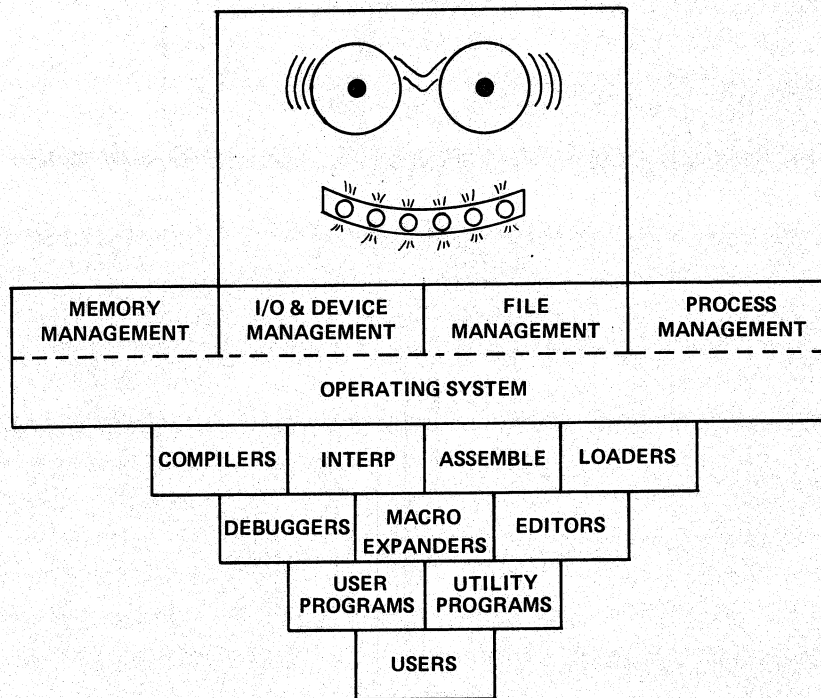 MEMORY
MANAGEMENT
I/O & DEVICE
MANAGEMENT
FILE
MANAGEMENT
PROCESS
MANAGEMENT
OPERATING SYSTEM
COMPILERS
INTERP
ASSEMBLE
LOADERS
DEBUGGERS
MACRO
EXPANDERS
EDITORS
USER
PROGRAMS
UTILITY
PROGRAMS
USERS